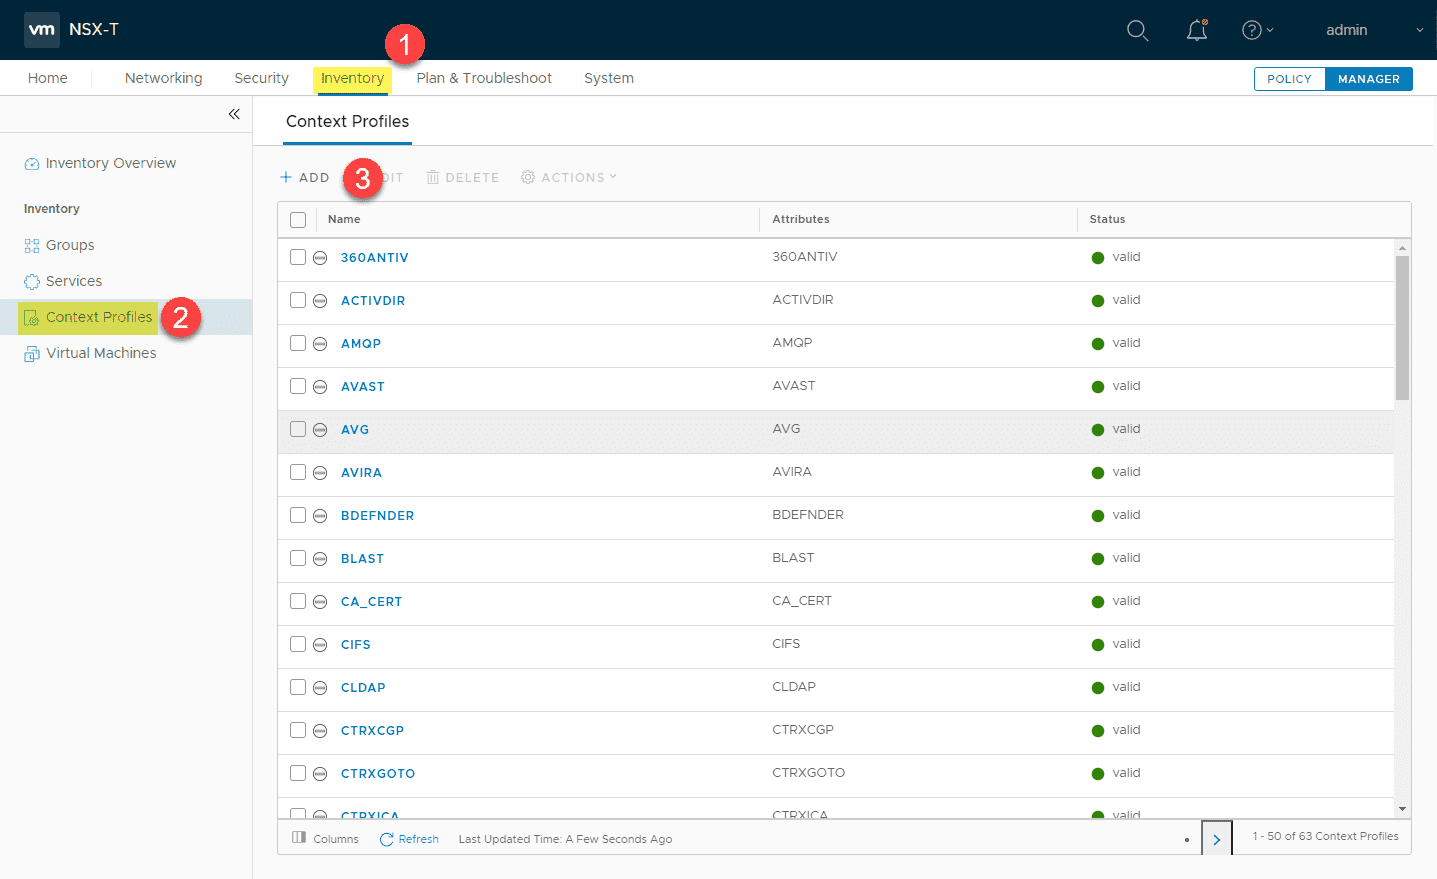 vm NSX-T admin
1
Home Networking Security Inventory Plan & Troubleshoot System POLICY MANAGER
Context Profiles
Inventory Overview
Inventory
Groups
Services
Context Profiles 2
Virtual Machines
+ ADD 3 DELETE ACTIONS
Name Attributes Status
360ANTIV 360ANTIV valid
ACTIVDIR ACTIVDIR valid
AMQP AMQP valid
AVAST AVAST valid
AVG AVG valid
AVIRA AVIRA valid
BDEFNDER BDEFNDER valid
BLAST BLAST valid
CA_CERT CA_CERT valid
CIFS CIFS valid
CLDAP CLDAP valid
CTRXCGP CTRXCGP valid
CTRXGOTO CTRXGOTO valid
CTRXICA CTRXICA valid
Columns Refresh Last Updated Time: A Few Seconds Ago 1 - 50 of 63 Context Profiles